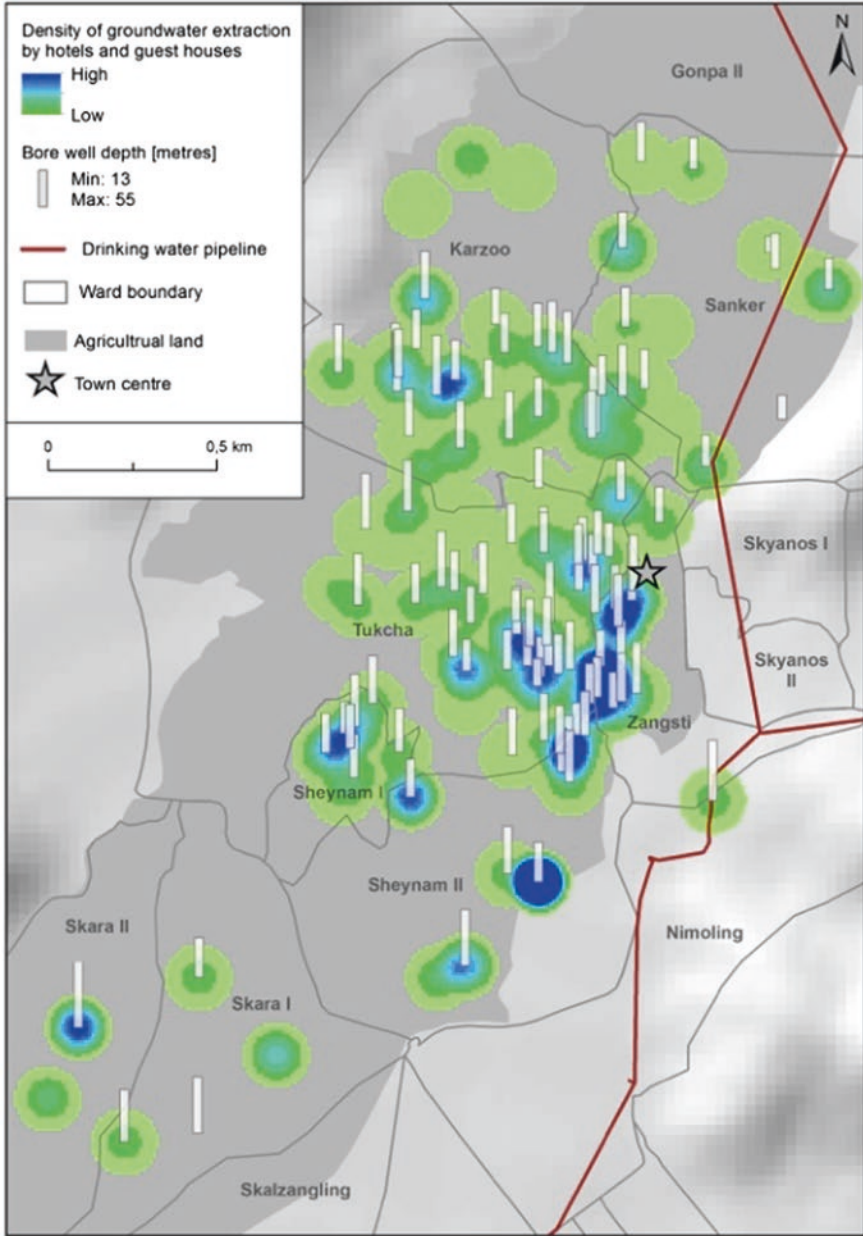 Density of groundwater extraction
by hotels and guest houses
High
Low
Bore well depth [metres]
Min: 13
Max: 55
Drinking water pipeline
Ward boundary
Agricultrual land
Town centre
0
0,5 km
N
Gonpa II
Karzoo
Sanker
Skyanos I
Tukcha
Skyanos
II
Zangsti
Sheynam I
Sheynam II
Skara II
Nimoling
Skara I
Skalzangling